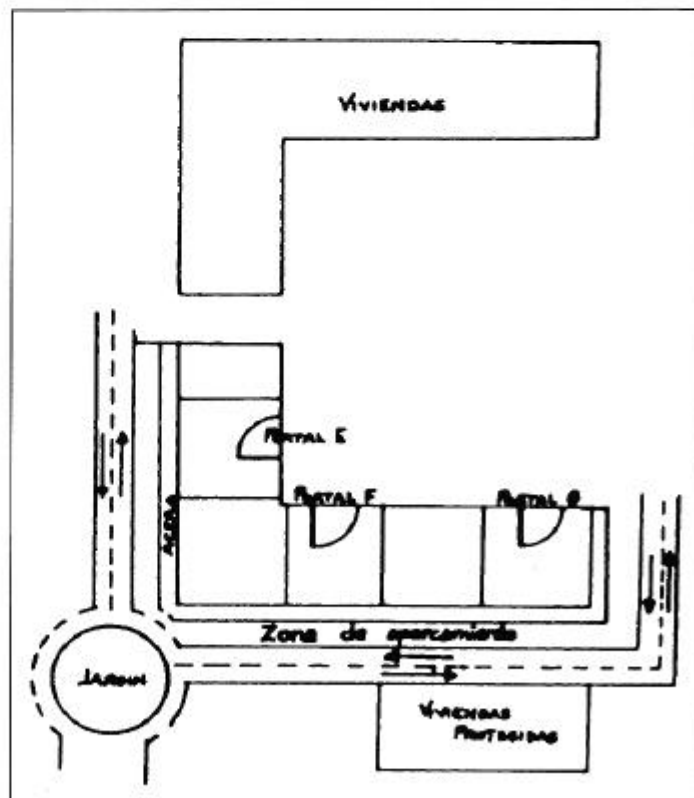 VIVIENDAS
PORTAL E
PORTAL F
PORTAL G
ACERA
Zona de aparcamiento
JARDIN
VIVIENDAS
PROTEGIDAS